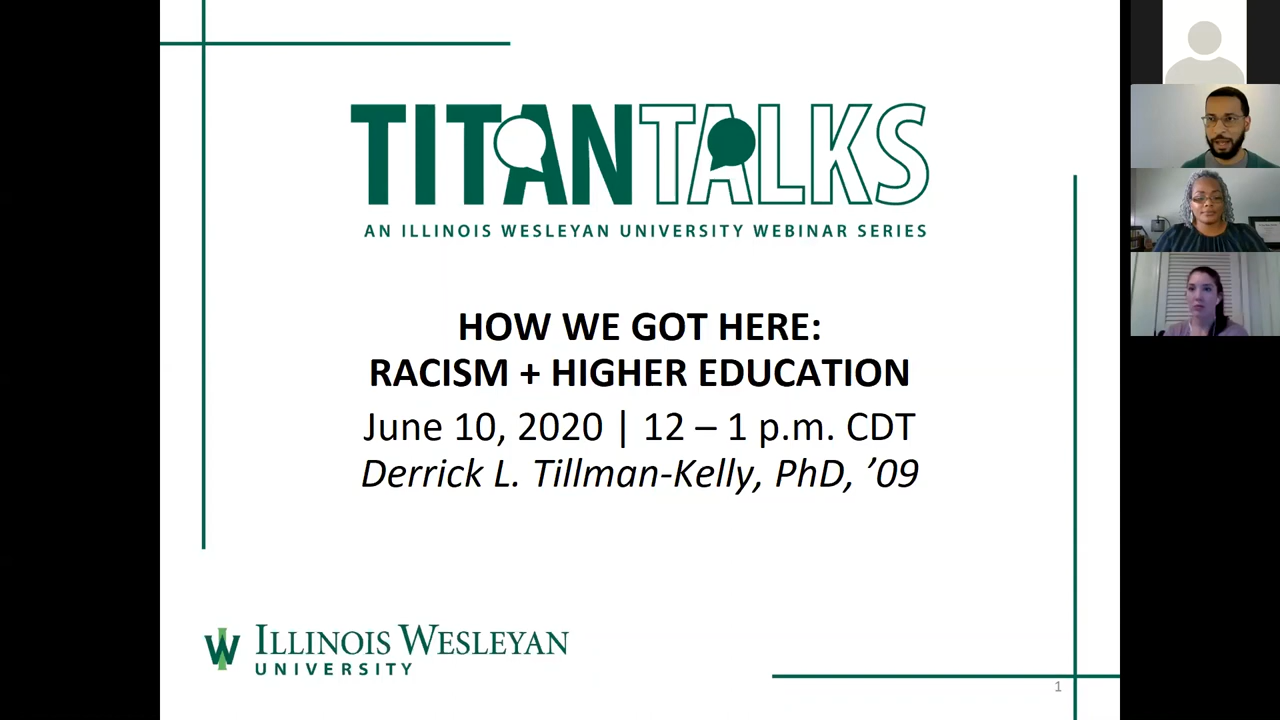 TITANTALKS
AN ILLINOIS WESLEYAN UNIVERSITY WEBINAR SERIES
HOW WE GOT HERE:
RACISM + HIGHER EDUCATION
June 10, 2020 | 12 – 1 p.m. CDT
Derrick L. Tillman-Kelly, PhD, ’09
W
ILLINOIS WESLEYAN
UNIVERSITY
1